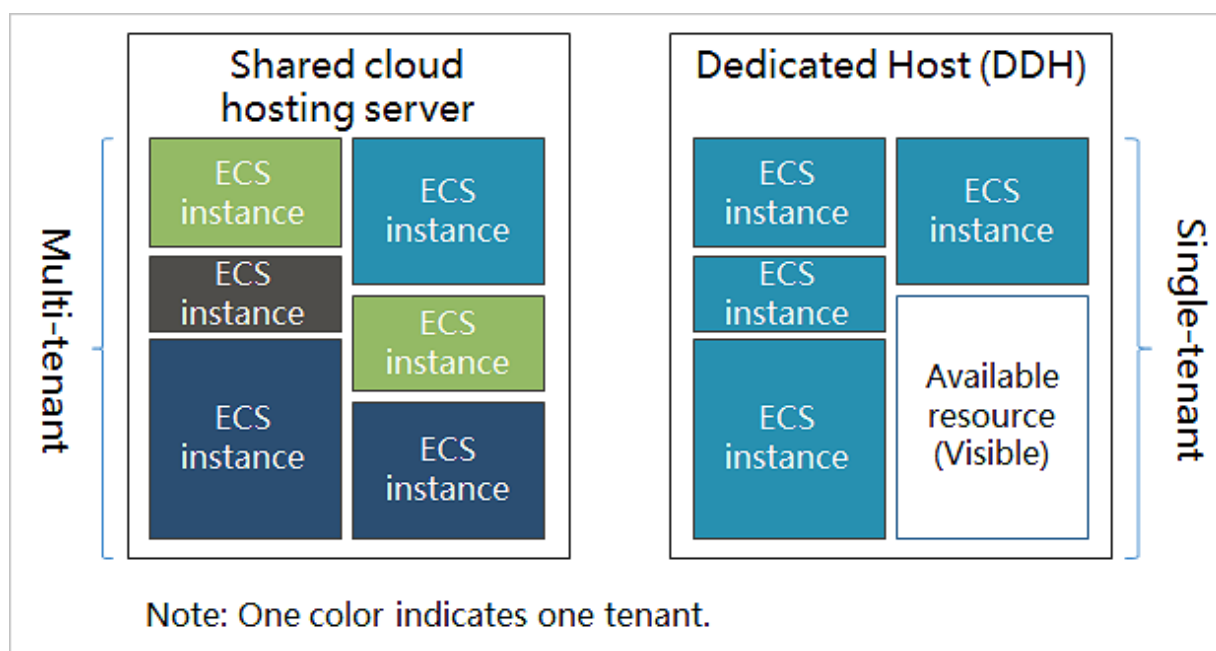 Shared cloud
hosting server
Multi-tenant
ECS
instance
ECS
instance
ECS
instance
ECS
instance
ECS
instance
ECS
instance
Dedicated Host (DDH)
ECS
instance
ECS
instance
ECS
instance
ECS
instance
Available
resource
(Visible)
Single-tenant
Note: One color indicates one tenant.